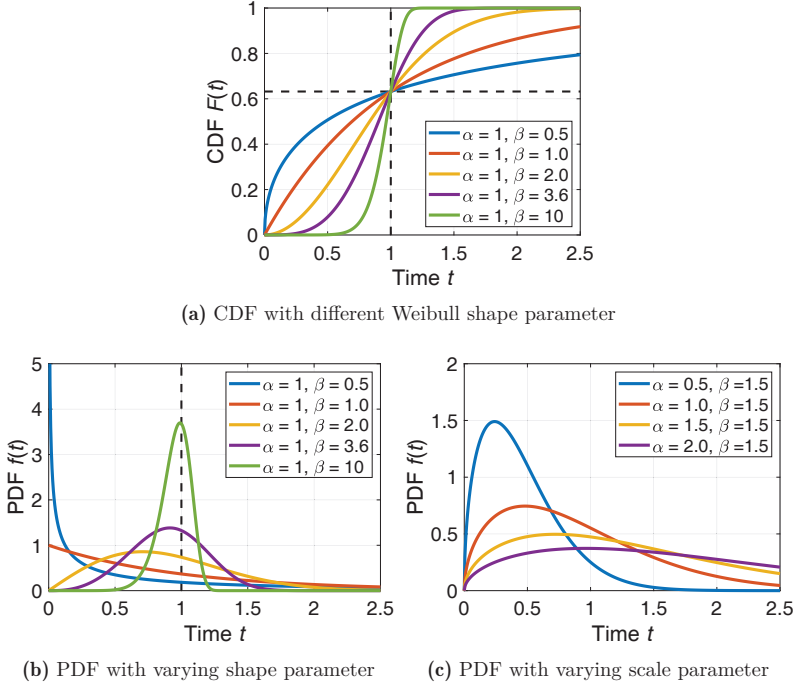 1
0.8
0.6
0.4
0.2
0
CDF F(t)
α = 1, β = 0.5
α = 1, β = 1.0
α = 1, β = 2.0
α = 1, β = 3.6
α = 1, β = 10
0 0.5 1 1.5 2 2.5
Time t
(a) CDF with different Weibull shape parameter
5
4
3
2
1
0
PDF f(t)
α = 1, β = 0.5
α = 1, β = 1.0
α = 1, β = 2.0
α = 1, β = 3.6
α = 1, β = 10
0 0.5 1 1.5 2 2.5
Time t
(b) PDF with varying shape parameter
2
1.5
1
0.5
0
PDF f(t)
α = 0.5, β =1.5
α = 1.0, β =1.5
α = 1.5, β =1.5
α = 2.0, β =1.5
0 0.5 1 1.5 2 2.5
Time t
(c) PDF with varying scale parameter